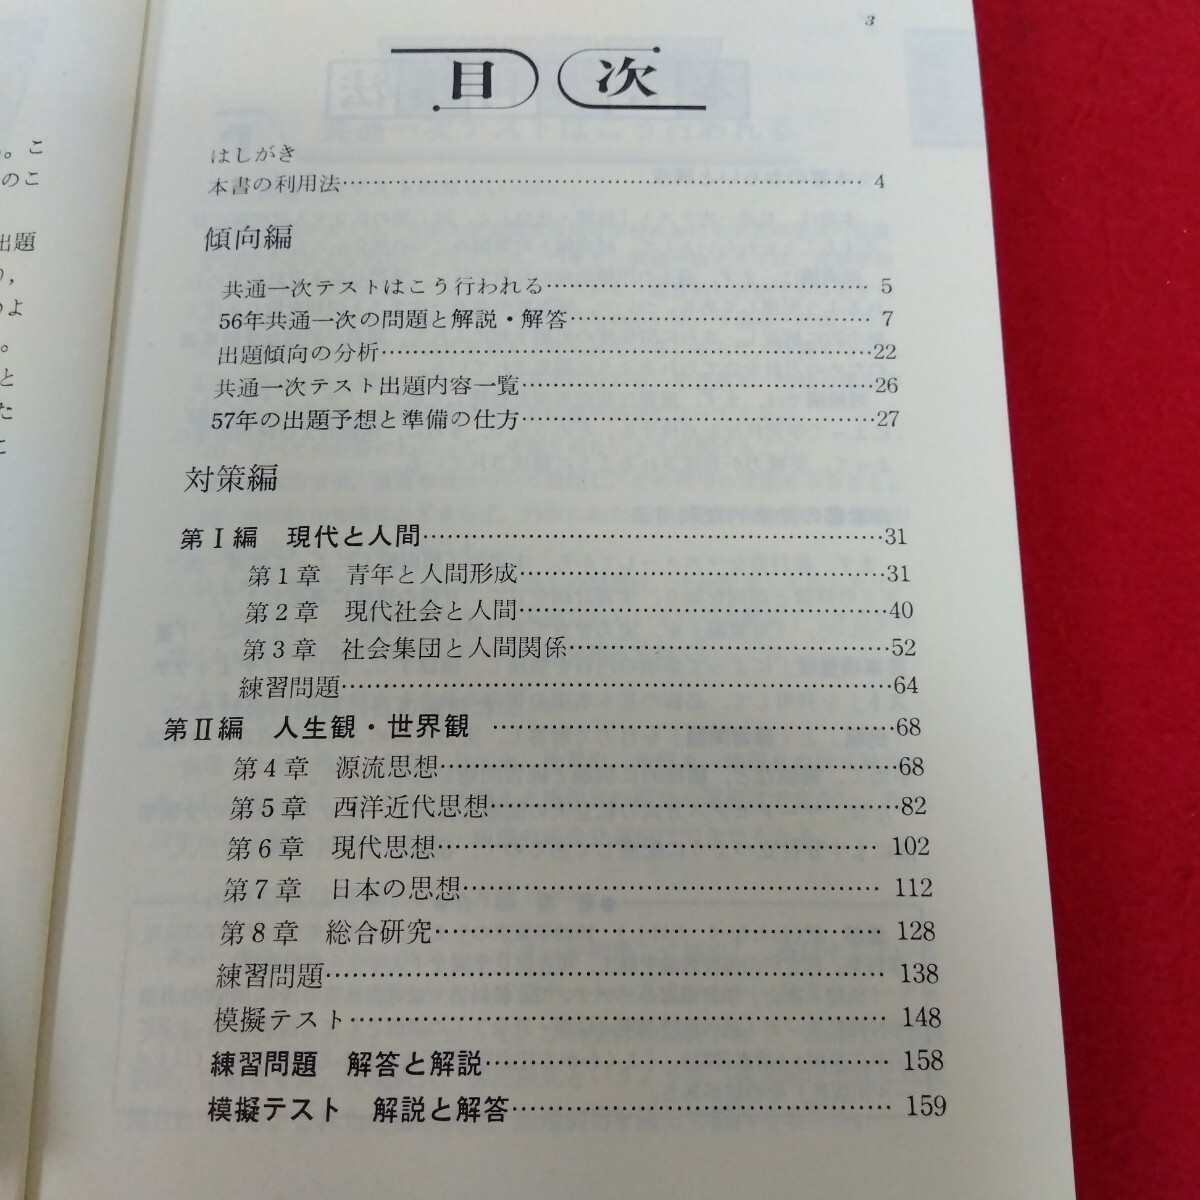 3
目次
はしがき
本書の利用法……4
傾向編
共通一次テストはこう行われる……5
56年共通一次の問題と解説・解答……7
出題傾向の分析……22
共通一次テスト出題内容一覧……26
57年の出題予想と準備の仕方……27
対策編
第Ⅰ編 現代と人間……31
第1章 青年と人間形成……31
第2章 現代社会と人間……40
第3章 社会集団と人間関係……52
練習問題……64
第Ⅱ編 人生観・世界観……68
第4章 源流思想……68
第5章 西洋近代思想……82
第6章 現代思想……102
第7章 日本の思想……112
第8章 総合研究……128
練習問題……138
模擬テスト……148
練習問題 解答と解説……158
模擬テスト 解説と解答……159